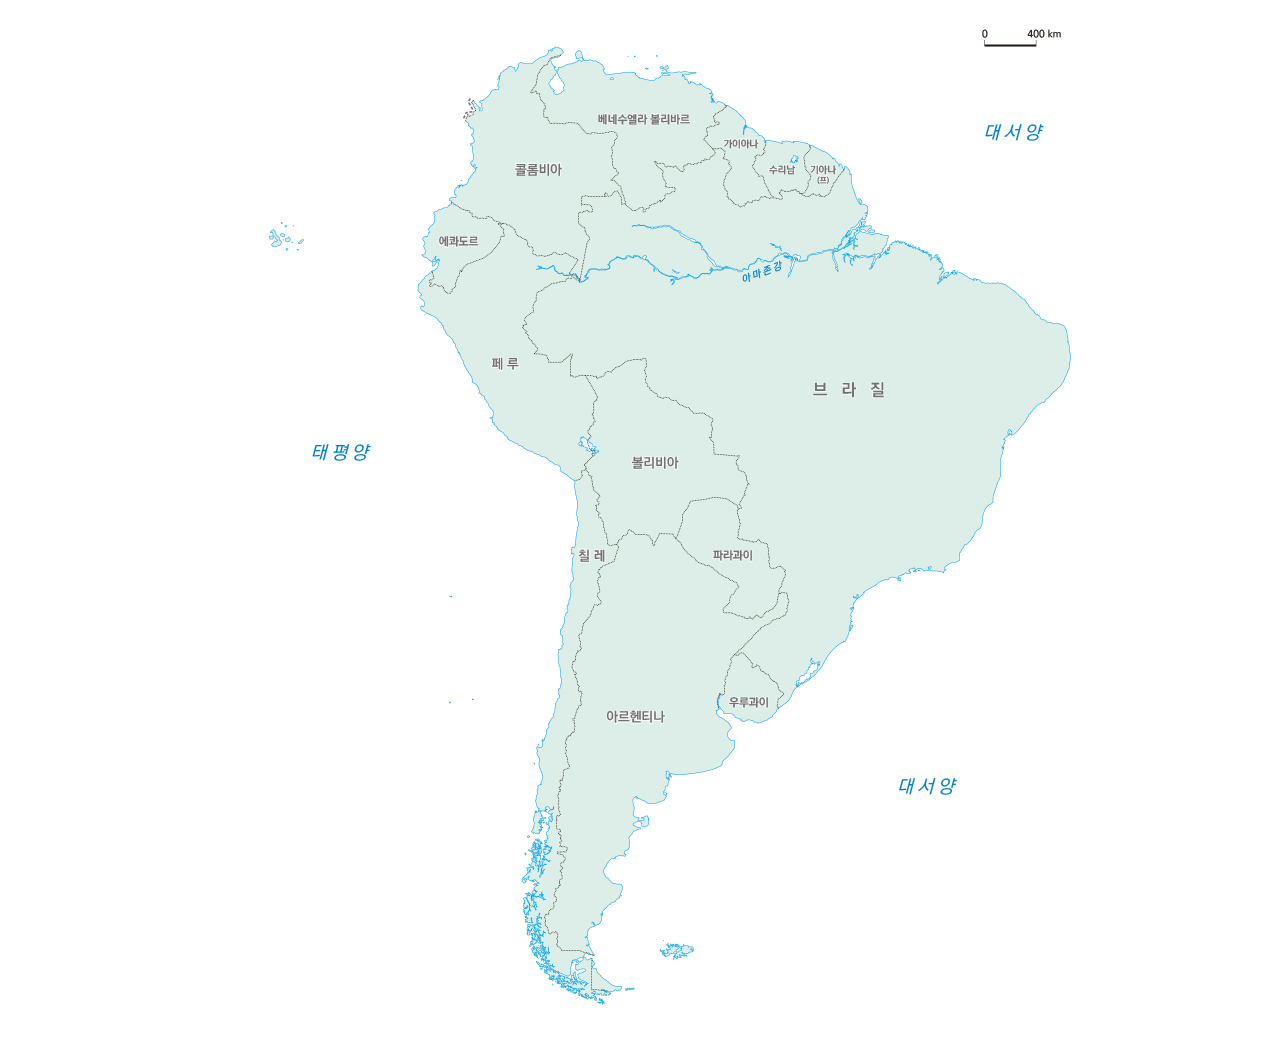 0 400 km
대서양
베네수엘라 볼리바르
가이아나
콜롬비아
수리남
기아나
(프)
에콰도르
아마존강
페루
브라질
태평양
볼리비아
칠레
파라과이
우루과이
아르헨티나
대서양